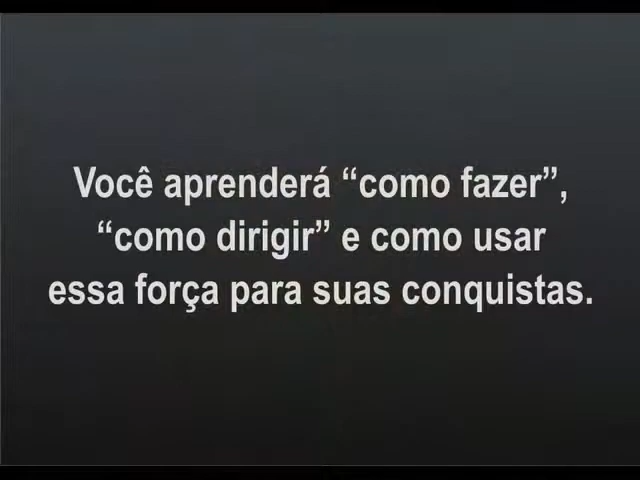 Você aprenderá “como fazer”,
“como dirigir” e como usar
essa força para suas conquistas.